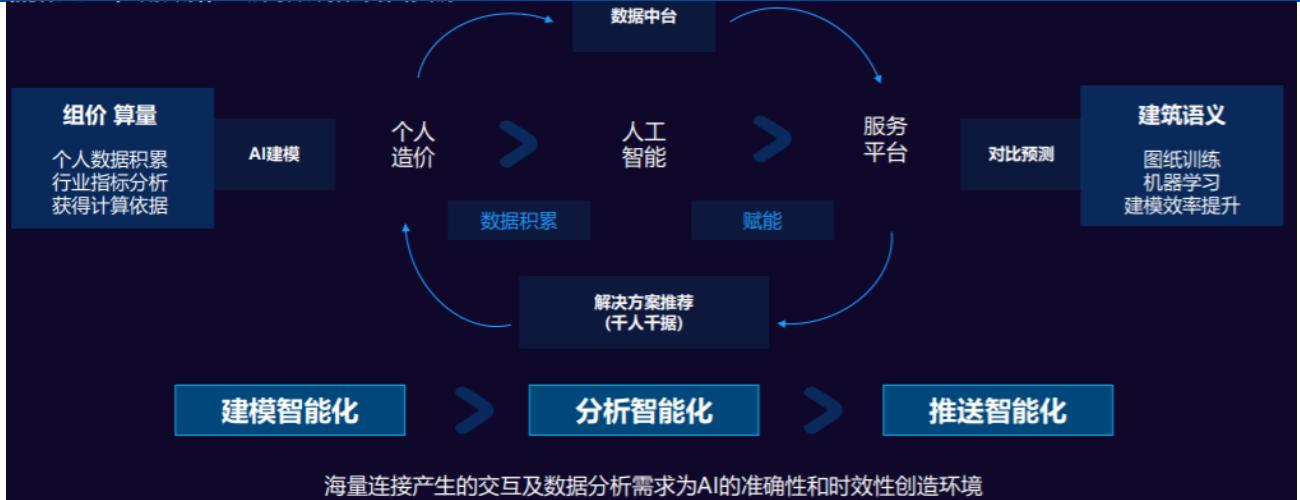 数据中台
组价 算量
个人数据积累
行业指标分析
获得计算依据
AI建模
个人
造价
人工
智能
服务
平台
对比预测
建筑语义
图纸训练
机器学习
建模效率提升
数据积累
赋能
解决方案推荐
(千人千据)
建模智能化
分析智能化
推送智能化
海量连接产生的交互及数据分析需求为AI的准确性和时效性创造环境